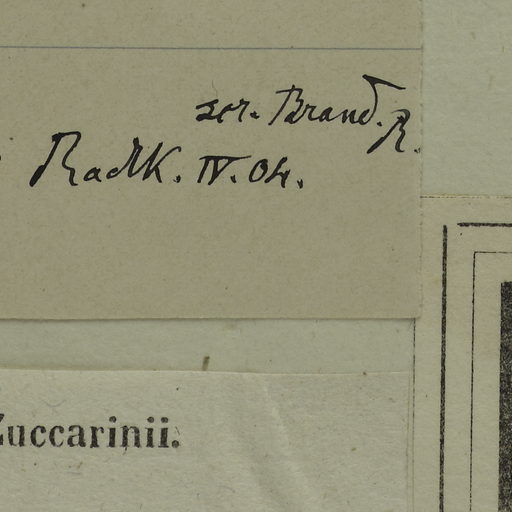 scr. Brand.
R.
Radlk. IV. 04.
Zuccarinii.